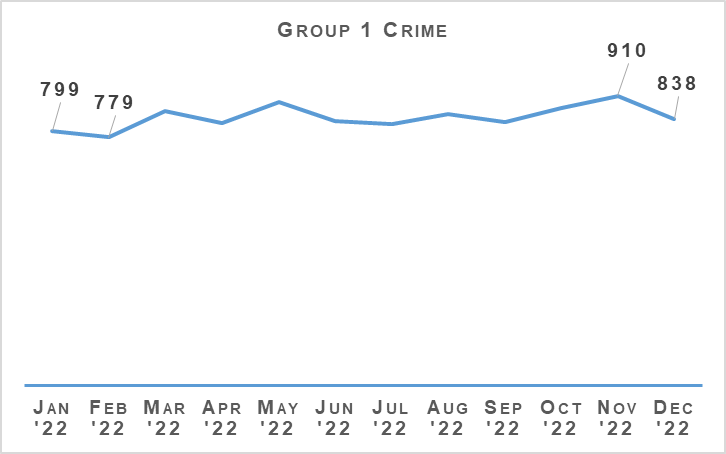 GROUP 1 CRIME
910
799
779
838
JAN FEB MAR APR MAY JUN JUL AUG SEP OCT NOV DEC
'22 '22 '22 '22 '22 '22 '22 '22 '22 '22 '22 '22